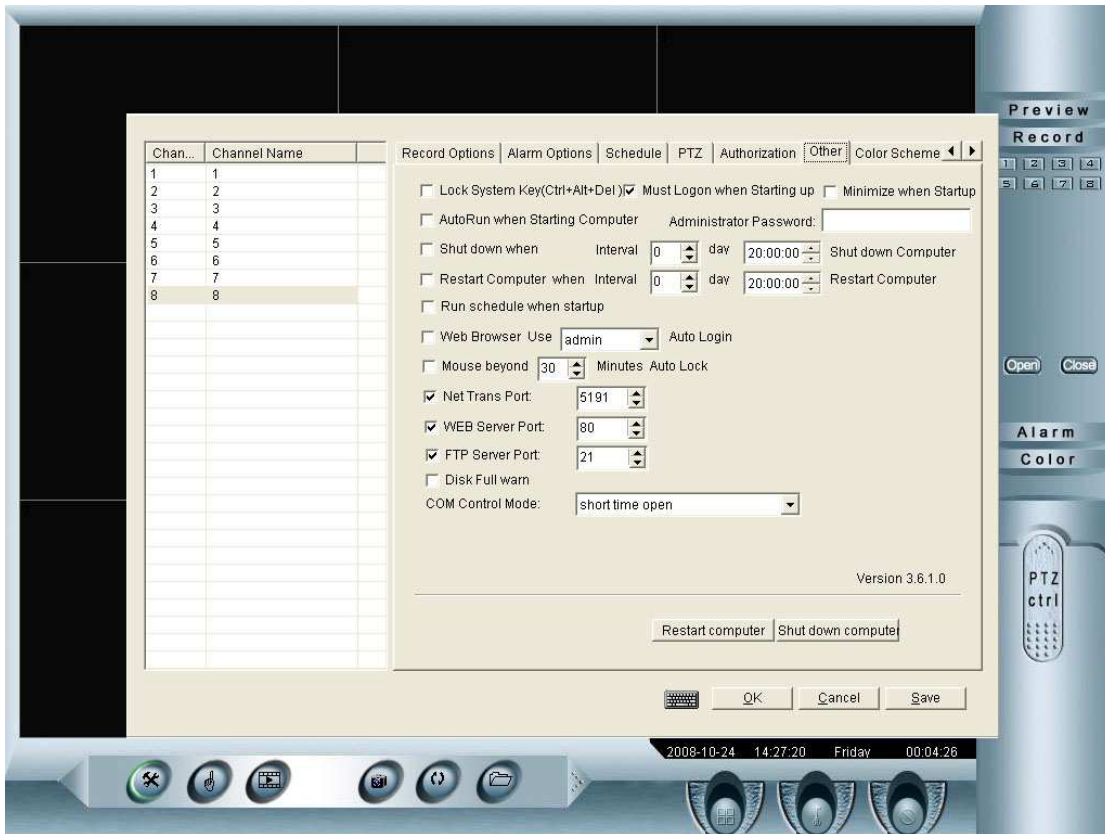 Preview
Record
1 2 3 4
5 6 7 8
Chan... Channel Name
1 1
2 2
3 3
4 4
5 5
6 6
7 7
8 8
Record Options Alarm Options Schedule PTZ Authorization Other Color Scheme
Lock System Key(Ctrl+Alt+Del ) Must Logon when Starting up Minimize when Startup
AutoRun when Starting Computer Administrator Password:
Shut down when Interval 0 day 20:00:00 Shut down Computer
Restart Computer when Interval 0 day 20:00:00 Restart Computer
Run schedule when startup
Web Browser Use admin Auto Login
Mouse beyond 30 Minutes Auto Lock
Net Trans Port: 5191
WEB Server Port: 80
FTP Server Port: 21
Disk Full warn
COM Control Mode: short time open
Version 3.6.1.0
Restart computer Shut down computer
OK Cancel Save
Open Close
Alarm
Color
PTZ
ctrl
2008-10-24 14:27:20 Friday 00:04:26